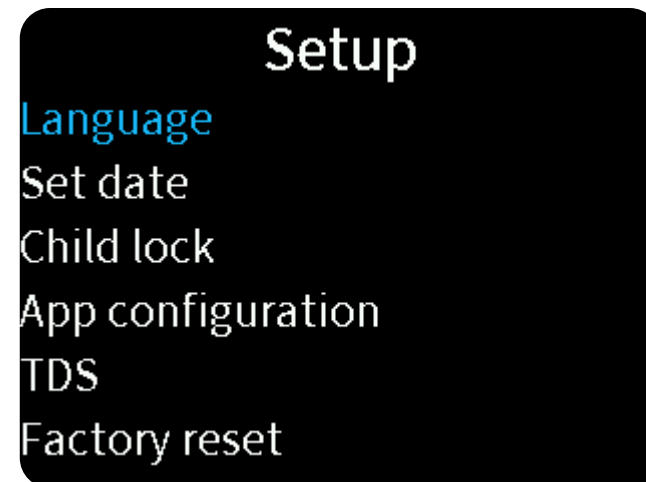 Setup
Language
Set date
Child lock
App configuration
TDS
Factory reset